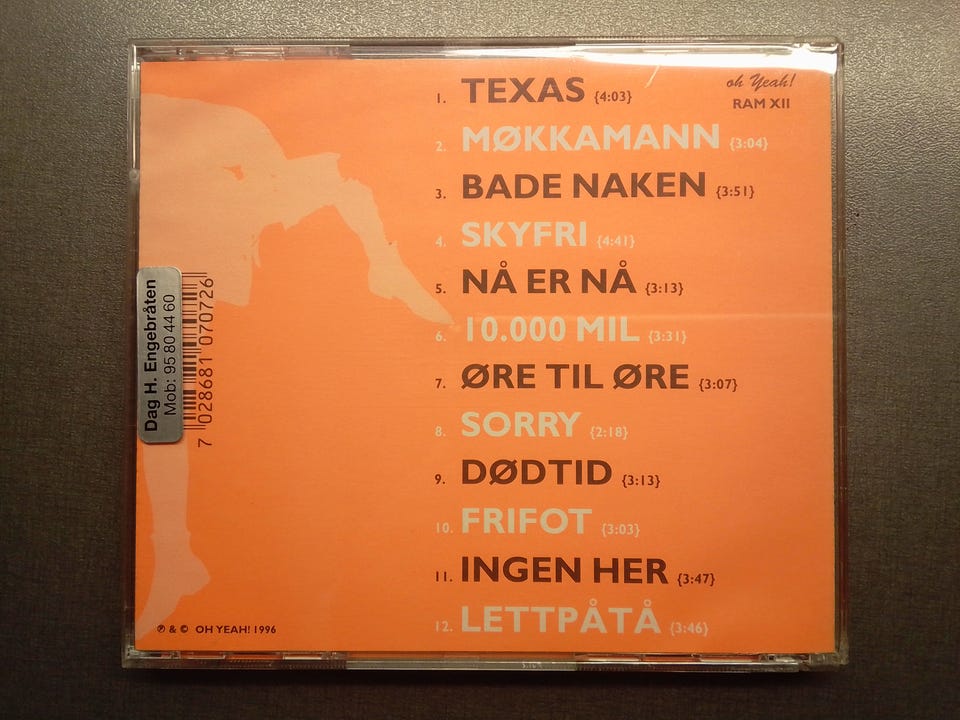 1. TEXAS {4:03}
oh Yeah!
RAM XII
2. MØKKAMANN {3:04}
3. BADE NAKEN {3:51}
4. SKYFRI {4:41}
5. NÅ ER NÅ {3:13}
6. 10.000 MIL {3:31}
7. ØRE TIL ØRE {3:07}
8. SORRY {2:18}
9. DØDTID {3:13}
10. FRIFOT {3:03}
11. INGEN HER {3:47}
12. LETTPÅTÅ {3:46}
Dag H. Engebråten
Mob: 95 80 44 60
7 028681 070726
℗ & © OH YEAH! 1996